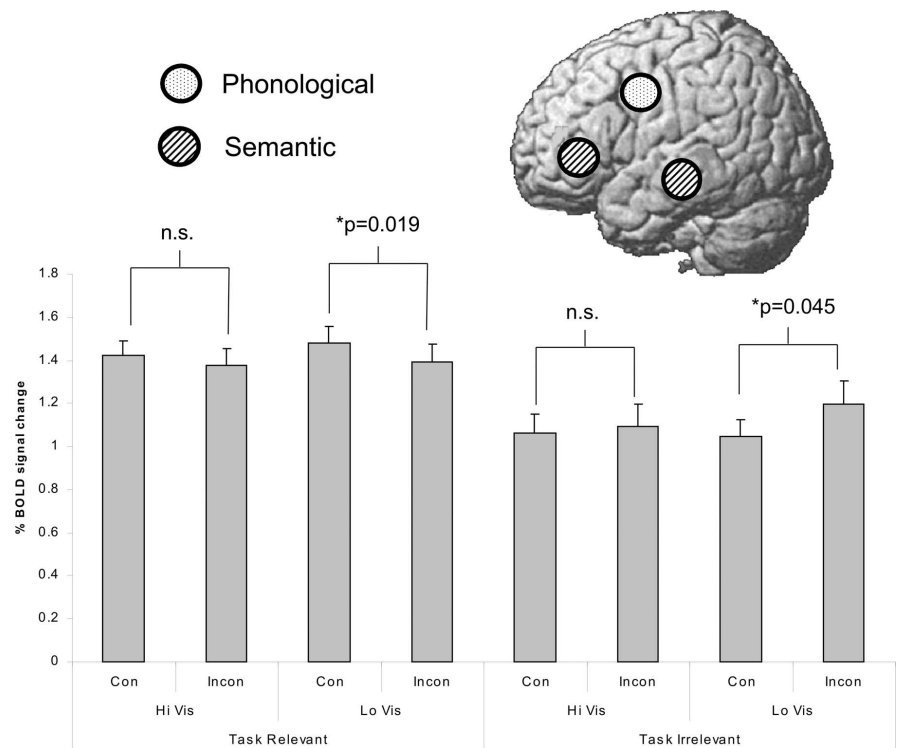 Phonological
Semantic
n.s.
*p=0.019
n.s.
*p=0.045
% BOLD signal change
1.8
1.6
1.4
1.2
1
0.8
0.6
0.4
0.2
0
Con Incon Con Incon Con Incon Con Incon
Hi Vis Lo Vis Hi Vis Lo Vis
Task Relevant Task Irrelevant